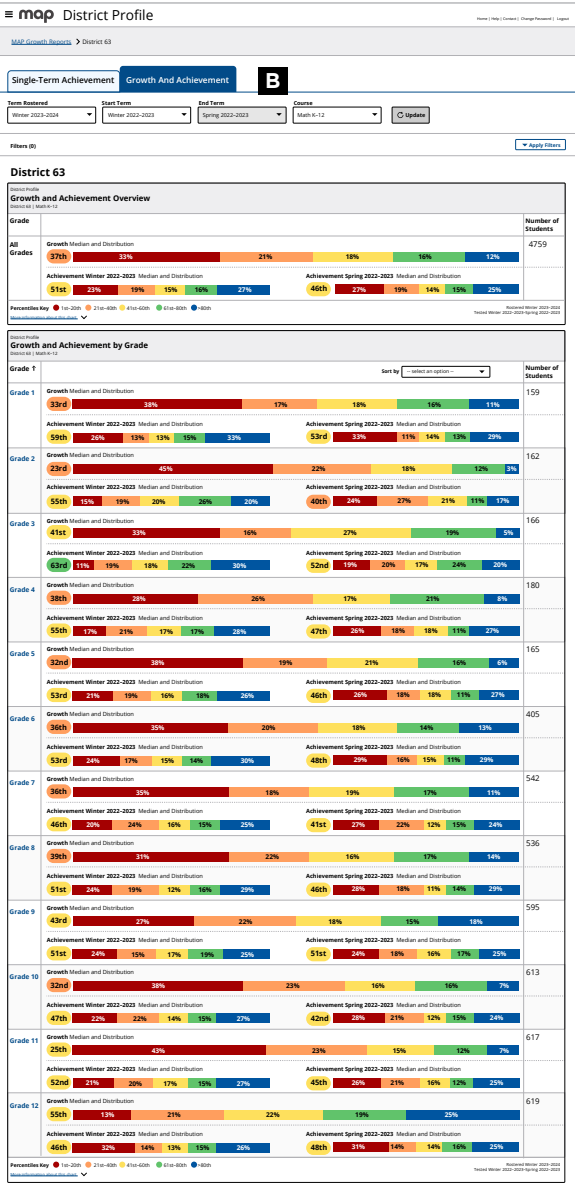 ≡ map District Profile
Home | Help | Contact | Change Password | Logout
MAP Growth Reports > District 63
Single-Term Achievement Growth And Achievement B
Term Rostered Start Term End Term Course
Winter 2023–2024 Winter 2022–2023 Spring 2022–2023 Math K–12 Update
Filters (0) Apply Filters
District 63
District Profile
Growth and Achievement Overview
District 63 | Math K–12
Grade Number of Students
All Grades Growth Median and Distribution 4759
37th 33% 21% 18% 16% 12%
Achievement Winter 2022–2023 Median and Distribution Achievement Spring 2022–2023 Median and Distribution
51st 23% 19% 15% 16% 27% 46th 27% 19% 14% 15% 25%
Percentiles Key 1st–20th 21st–40th 41st–60th 61st–80th >80th Rostered Winter 2023–2024
More information about this chart Tested Winter 2022–2023–Spring 2022–2023
District Profile
Growth and Achievement by Grade
District 63 | Math K–12
Grade ↑ Sort by -- select an option -- Number of Students
Grade 1 Growth Median and Distribution 159
33rd 38% 17% 18% 16% 11%
Achievement Winter 2022–2023 Median and Distribution Achievement Spring 2022–2023 Median and Distribution
59th 26% 13% 13% 15% 33% 53rd 33% 11% 14% 13% 29%
Grade 2 Growth Median and Distribution 162
23rd 45% 22% 18% 12% 3%
Achievement Winter 2022–2023 Median and Distribution Achievement Spring 2022–2023 Median and Distribution
55th 15% 19% 20% 26% 20% 40th 24% 27% 21% 11% 17%
Grade 3 Growth Median and Distribution 166
41st 33% 16% 27% 19% 5%
Achievement Winter 2022–2023 Median and Distribution Achievement Spring 2022–2023 Median and Distribution
63rd 11% 19% 18% 22% 30% 52nd 19% 20% 17% 24% 20%
Grade 4 Growth Median and Distribution 180
38th 28% 26% 17% 21% 8%
Achievement Winter 2022–2023 Median and Distribution Achievement Spring 2022–2023 Median and Distribution
55th 17% 21% 17% 17% 28% 47th 26% 18% 18% 11% 27%
Grade 5 Growth Median and Distribution 165
32nd 38% 19% 21% 16% 6%
Achievement Winter 2022–2023 Median and Distribution Achievement Spring 2022–2023 Median and Distribution
53rd 21% 19% 16% 18% 26% 46th 26% 18% 18% 11% 27%
Grade 6 Growth Median and Distribution 405
36th 35% 20% 18% 14% 13%
Achievement Winter 2022–2023 Median and Distribution Achievement Spring 2022–2023 Median and Distribution
53rd 24% 17% 15% 14% 30% 48th 29% 16% 15% 11% 29%
Grade 7 Growth Median and Distribution 542
36th 35% 18% 19% 17% 11%
Achievement Winter 2022–2023 Median and Distribution Achievement Spring 2022–2023 Median and Distribution
46th 20% 24% 16% 15% 25% 41st 27% 22% 12% 15% 24%
Grade 8 Growth Median and Distribution 536
39th 31% 22% 16% 17% 14%
Achievement Winter 2022–2023 Median and Distribution Achievement Spring 2022–2023 Median and Distribution
51st 24% 19% 12% 16% 29% 46th 28% 18% 11% 14% 29%
Grade 9 Growth Median and Distribution 595
43rd 27% 22% 18% 15% 18%
Achievement Winter 2022–2023 Median and Distribution Achievement Spring 2022–2023 Median and Distribution
51st 24% 15% 17% 19% 25% 51st 24% 18% 16% 17% 25%
Grade 10 Growth Median and Distribution 613
32nd 38% 23% 16% 16% 7%
Achievement Winter 2022–2023 Median and Distribution Achievement Spring 2022–2023 Median and Distribution
47th 22% 22% 14% 15% 27% 42nd 28% 21% 12% 15% 24%
Grade 11 Growth Median and Distribution 617
25th 43% 23% 15% 12% 7%
Achievement Winter 2022–2023 Median and Distribution Achievement Spring 2022–2023 Median and Distribution
52nd 21% 20% 17% 15% 27% 45th 26% 21% 16% 12% 25%
Grade 12 Growth Median and Distribution 619
55th 13% 21% 22% 19% 25%
Achievement Winter 2022–2023 Median and Distribution Achievement Spring 2022–2023 Median and Distribution
46th 32% 14% 13% 15% 26% 48th 31% 14% 14% 16% 25%
Percentiles Key 1st–20th 21st–40th 41st–60th 61st–80th >80th Rostered Winter 2023–2024
More information about this chart Tested Winter 2022–2023–Spring 2022–2023